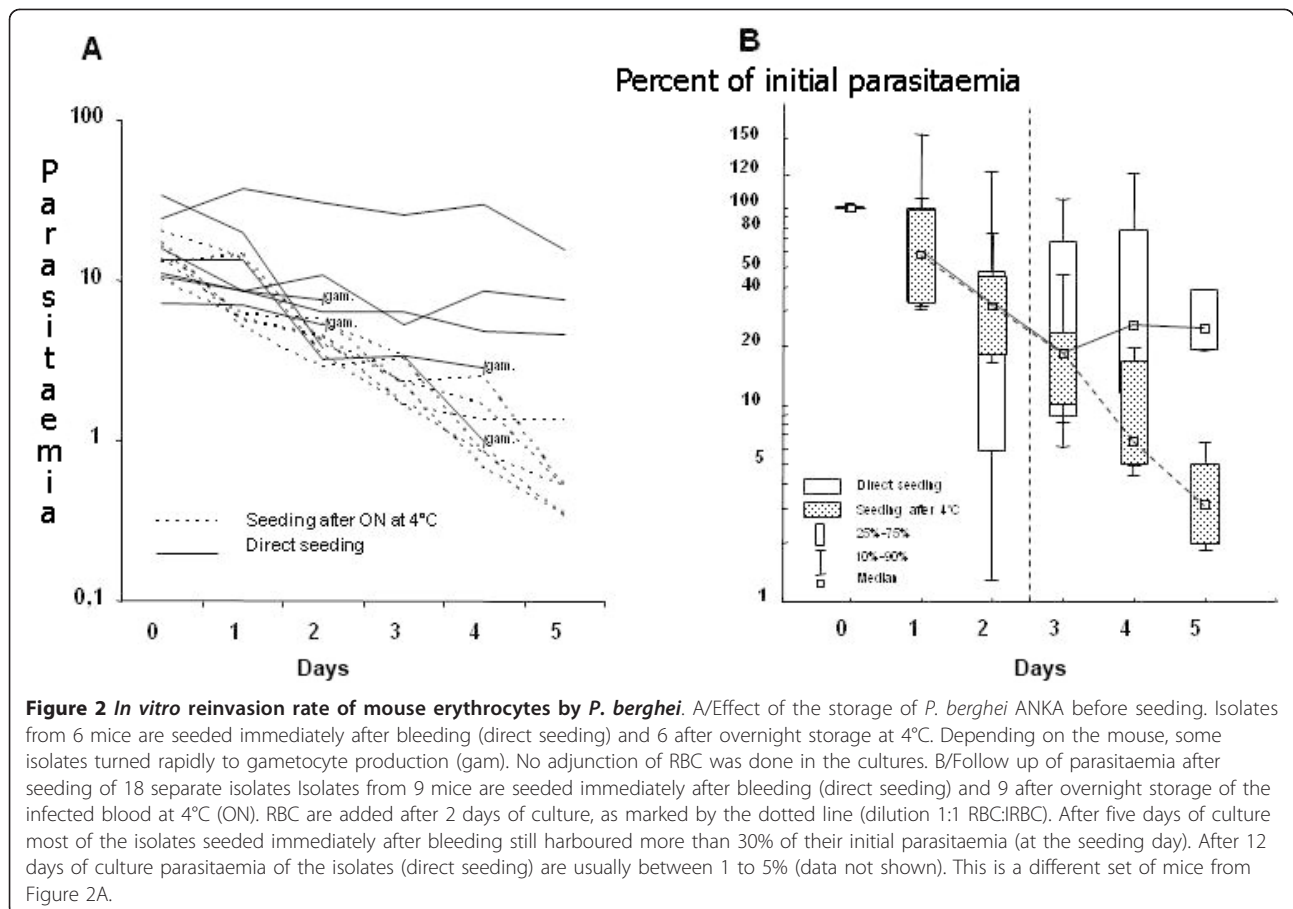 A
B
Percent of initial parasitaemia
Parasitaemia
100
10
1
0,1
gam.
gam.
gam.
gam.
Seeding after ON at 4°C
Direct seeding
0 1 2 3 4 5
Days
150
120
100
80
50
40
20
10
5
1
Direct seeding
Seeding after 4°C
25%-75%
10%-90%
Median
0 1 2 3 4 5
Days
Figure 2 In vitro reinvasion rate of mouse erythrocytes by P. berghei. A/Effect of the storage of P. berghei ANKA before seeding. Isolates
from 6 mice are seeded immediately after bleeding (direct seeding) and 6 after overnight storage at 4°C. Depending on the mouse, some
isolates turned rapidly to gametocyte production (gam). No adjunction of RBC was done in the cultures. B/Follow up of parasitaemia after
seeding of 18 separate isolates Isolates from 9 mice are seeded immediately after bleeding (direct seeding) and 9 after overnight storage of the
infected blood at 4°C (ON). RBC are added after 2 days of culture, as marked by the dotted line (dilution 1:1 RBC:IRBC). After five days of culture
most of the isolates seeded immediately after bleeding still harboured more than 30% of their initial parasitaemia (at the seeding day). After 12
days of culture parasitaemia of the isolates (direct seeding) are usually between 1 to 5% (data not shown). This is a different set of mice from
Figure 2A.